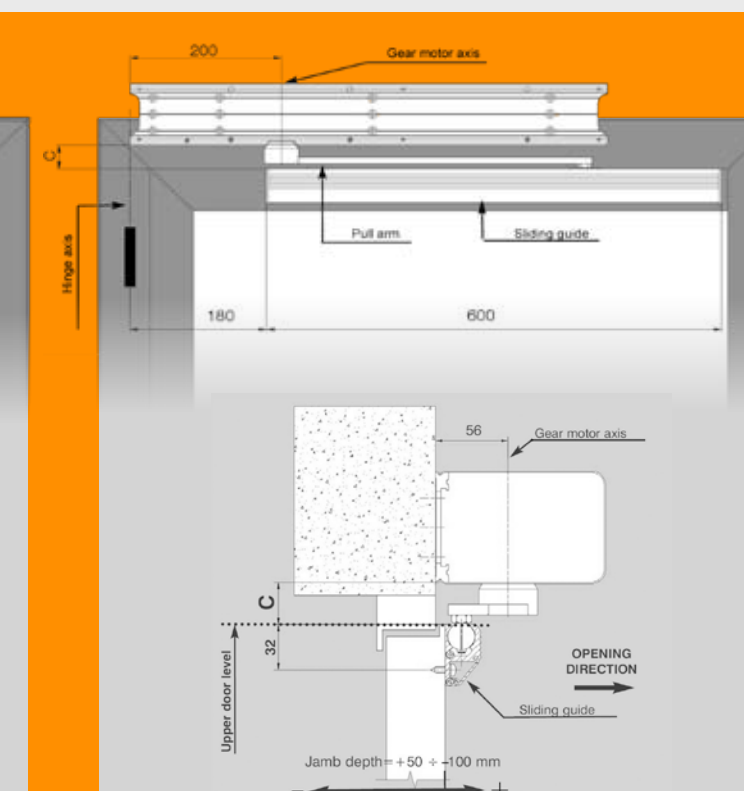 200
Gear motor axis
C
Pull arm
Sliding guide
Hinge axis
180
600
56
Gear motor axis
C
32
Upper door level
OPENING
DIRECTION
Sliding guide
Jamb depth= +50 ÷ -100 mm
- +